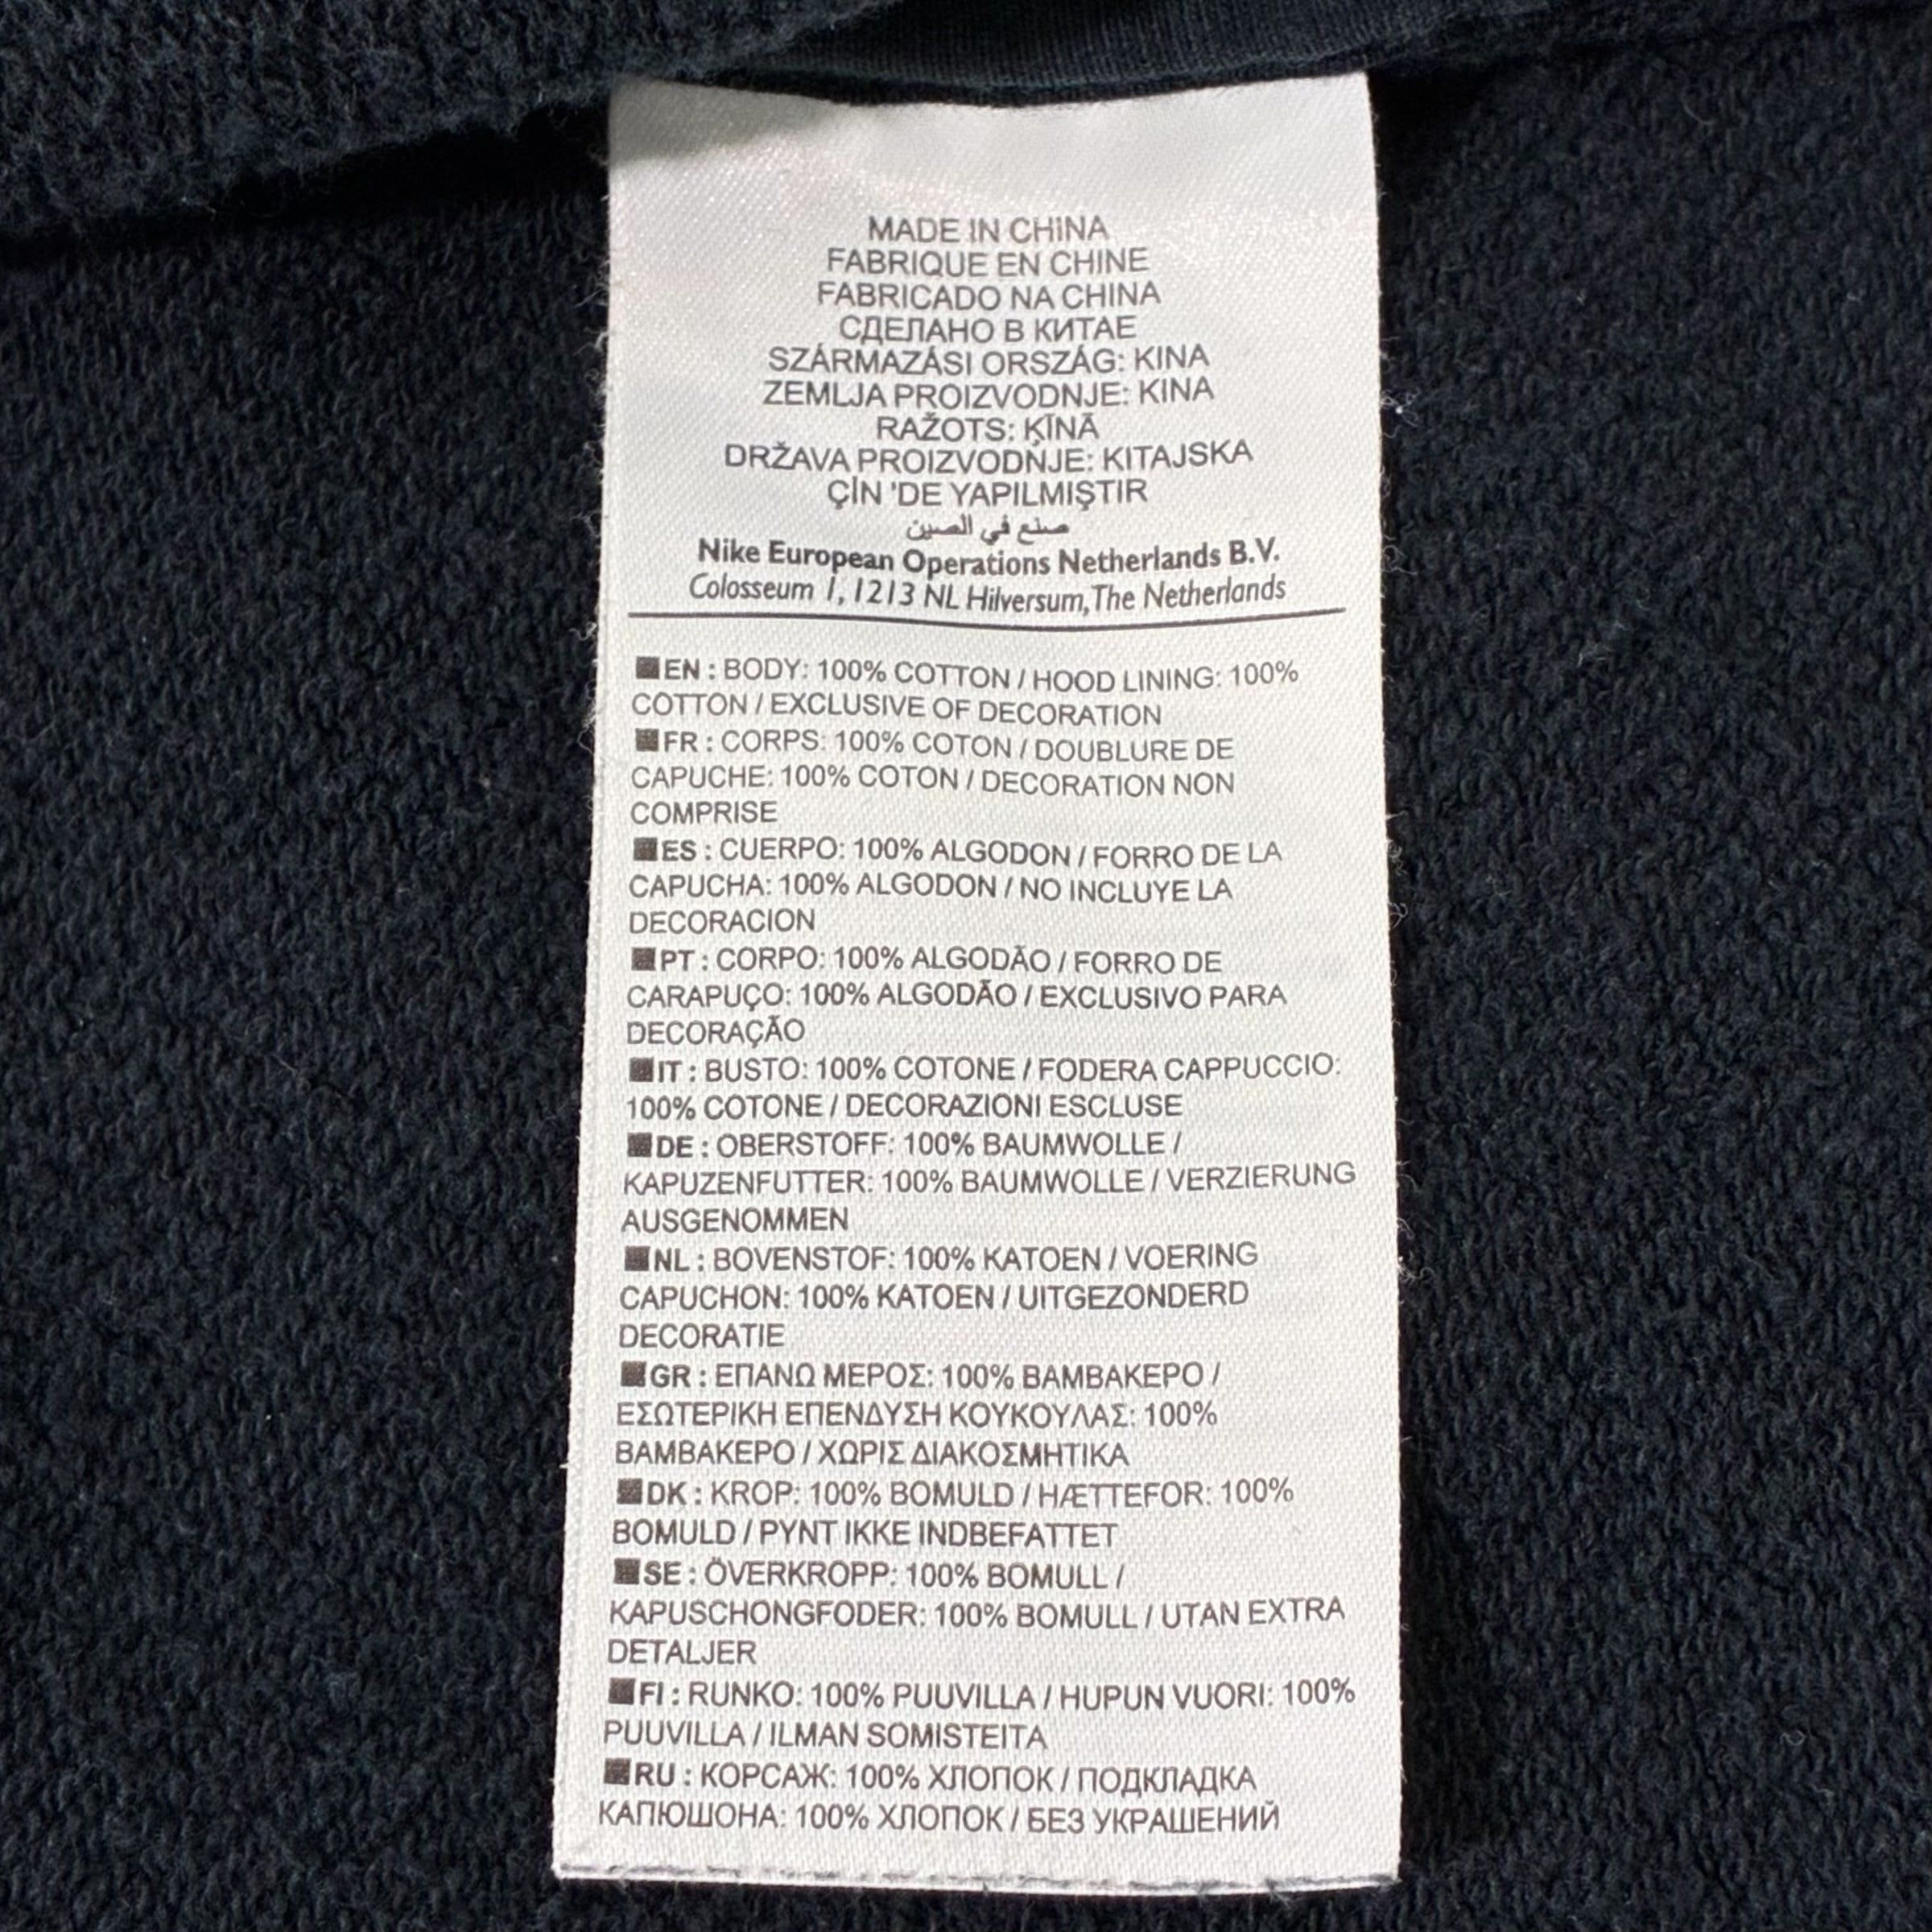 MADE IN CHINA
FABRIQUE EN CHINE
FABRICADO NA CHINA
СДЕЛАНО В КИТАЕ
SZÁRMAZÁSI ORSZÁG: KINA
ZEMLJA PROIZVODNJE: KINA
RAŽOTS: ĶĪNĀ
DRŽAVA PROIZVODNJE: KITAJSKA
ÇİN 'DE YAPILMIŞTIR
صنع في الصين
Nike European Operations Netherlands B.V.
Colosseum 1, 1213 NL Hilversum, The Netherlands
EN : BODY: 100% COTTON / HOOD LINING: 100%
COTTON / EXCLUSIVE OF DECORATION
FR : CORPS: 100% COTON / DOUBLURE DE
CAPUCHE: 100% COTON / DECORATION NON
COMPRISE
ES : CUERPO: 100% ALGODON / FORRO DE LA
CAPUCHA: 100% ALGODON / NO INCLUYE LA
DECORACION
PT : CORPO: 100% ALGODÃO / FORRO DE
CARAPUÇO: 100% ALGODÃO / EXCLUSIVO PARA
DECORAÇÃO
IT : BUSTO: 100% COTONE / FODERA CAPPUCCIO:
100% COTONE / DECORAZIONI ESCLUSE
DE : OBERSTOFF: 100% BAUMWOLLE /
KAPUZENFUTTER: 100% BAUMWOLLE / VERZIERUNG
AUSGENOMMEN
NL : BOVENSTOF: 100% KATOEN / VOERING
CAPUCHON: 100% KATOEN / UITGEZONDERD
DECORATIE
GR : ΕΠΑΝΩ ΜΕΡΟΣ: 100% ΒΑΜΒΑΚΕΡΟ /
ΕΣΩΤΕΡΙΚΗ ΕΠΕΝΔΥΣΗ ΚΟΥΚΟΥΛΑΣ: 100%
ΒΑΜΒΑΚΕΡΟ / ΧΩΡΙΣ ΔΙΑΚΟΣΜΗΤΙΚΑ
DK : KROP: 100% BOMULD / HÆTTEFOR: 100%
BOMULD / PYNT IKKE INDBEFATTET
SE : ÖVERKROPP: 100% BOMULL /
KAPUSCHONGFODER: 100% BOMULL / UTAN EXTRA
DETALJER
FI : RUNKO: 100% PUUVILLA / HUPUN VUORI: 100%
PUUVILLA / ILMAN SOMISTEITA
RU : КОРСАЖ: 100% ХЛОПОК / ПОДКЛАДКА
КАПЮШОНА: 100% ХЛОПОК / БЕЗ УКРАШЕНИЙ